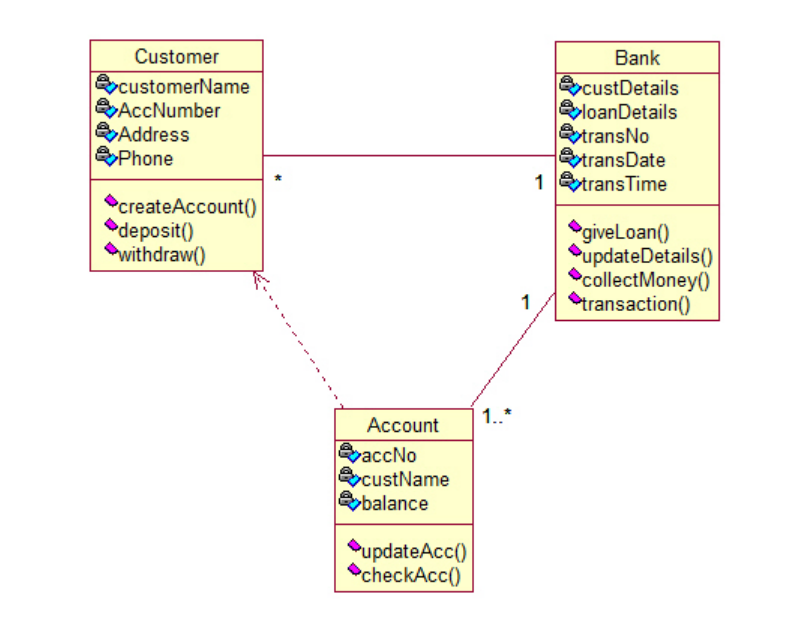 Customer
customerName
AccNumber
Address
Phone
createAccount()
deposit()
withdraw()
*
1
Bank
custDetails
loanDetails
transNo
transDate
transTime
giveLoan()
updateDetails()
collectMoney()
transaction()
1
1..*
Account
accNo
custName
balance
updateAcc()
checkAcc()